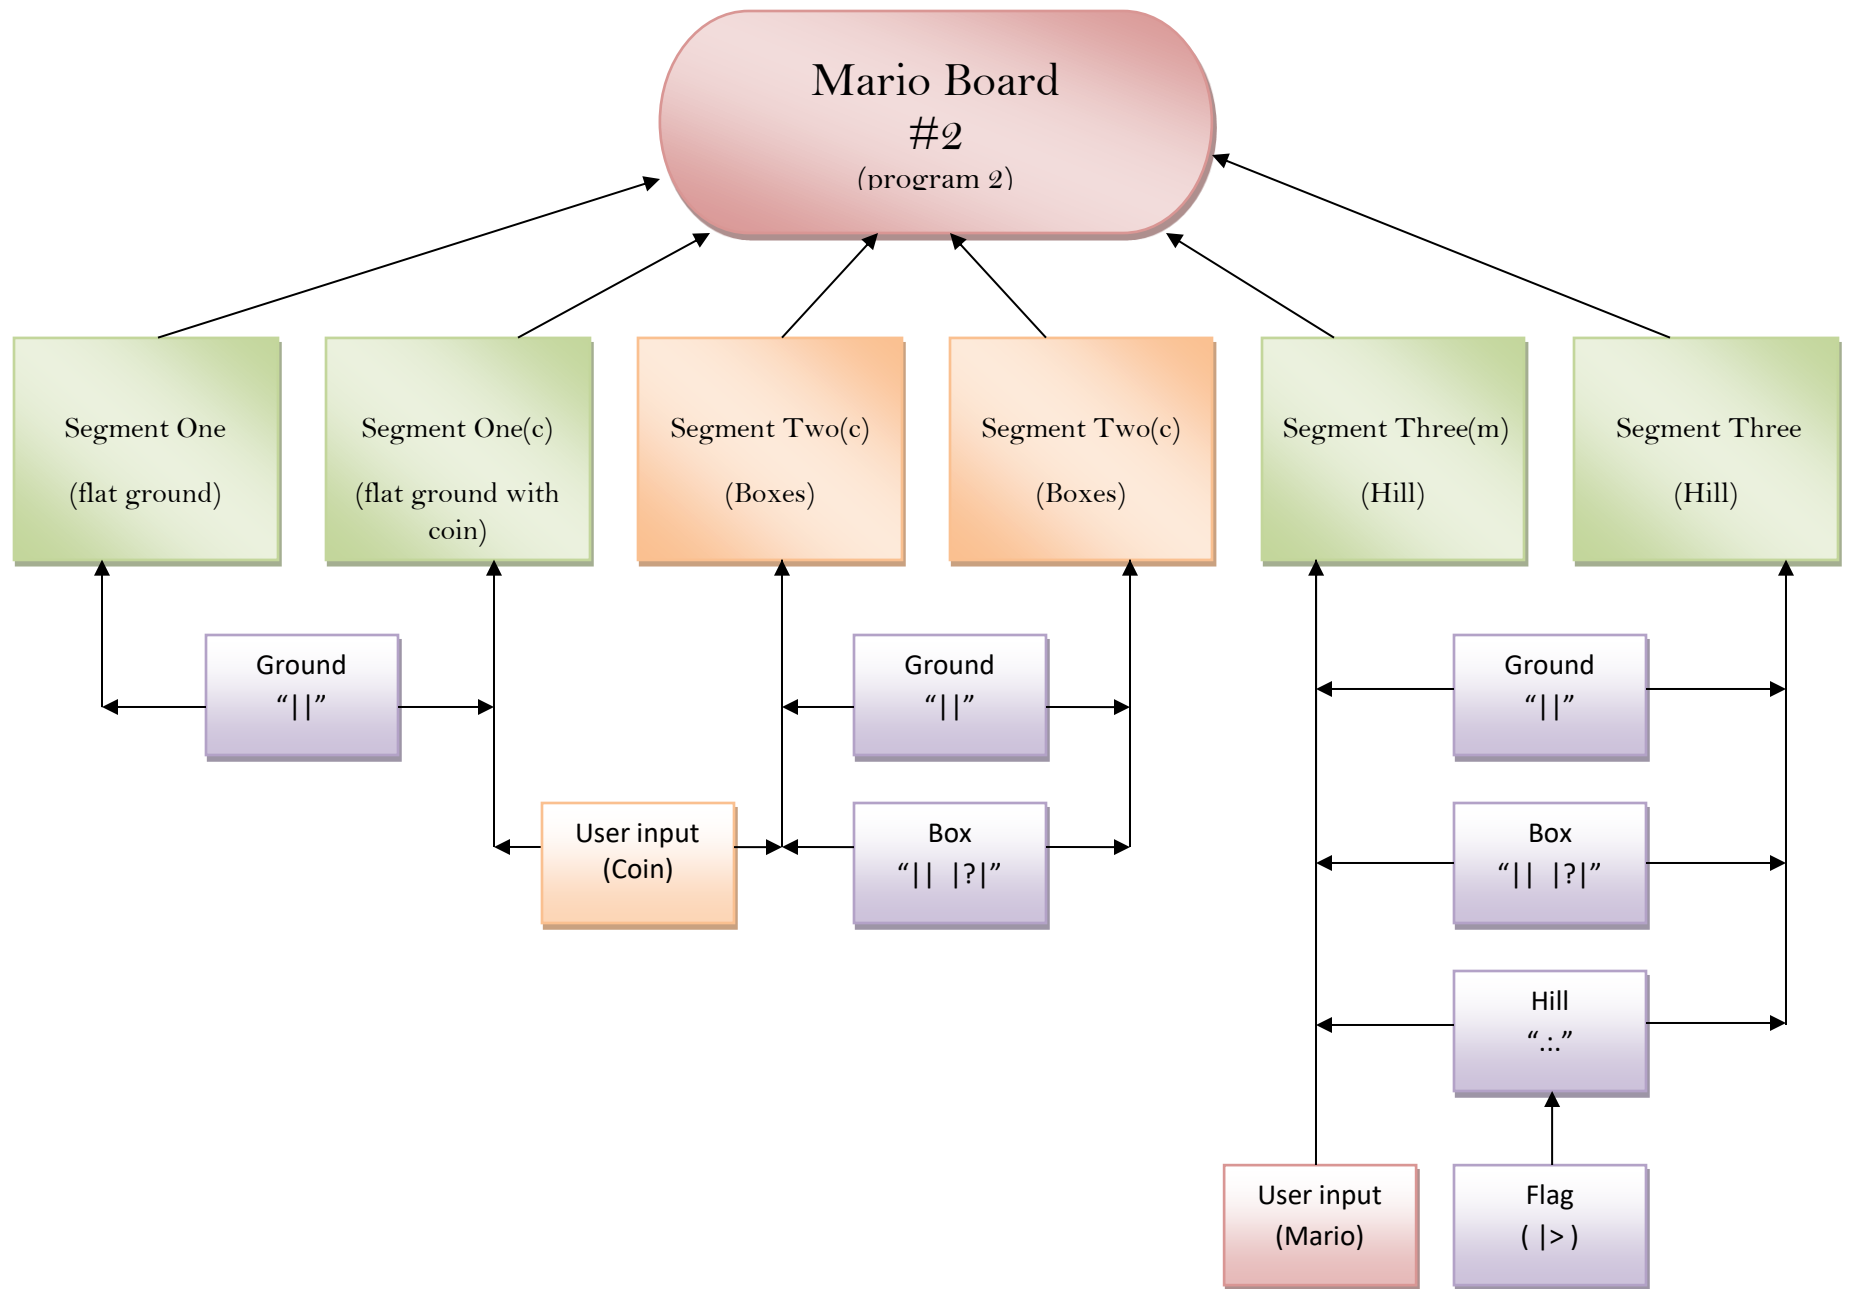 Mario Board
#2
(program 2)
Segment One
(flat ground)
Segment One(c)
(flat ground with
coin)
Segment Two(c)
(Boxes)
Segment Two(c)
(Boxes)
Segment Three(m)
(Hill)
Segment Three
(Hill)
Ground
“||”
Ground
“||”
Ground
“||”
User input
(Coin)
Box
“||  |?|”
Box
“||  |?|”
Hill
“.:.”
User input
(Mario)
Flag
( |> )